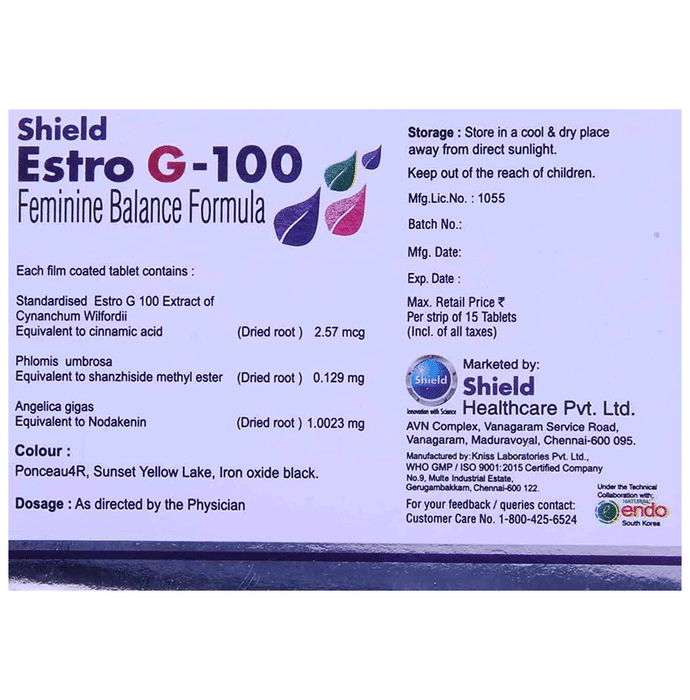 Shield
Estro G-100
Feminine Balance Formula
Each film coated tablet contains :
Standardised Estro G 100 Extract of
Cynanchum Wilfordii
Equivalent to cinnamic acid (Dried root ) 2.57 mcg
Phlomis umbrosa
Equivalent to shanzhiside methyl ester (Dried root ) 0.129 mg
Angelica gigas
Equivalent to Nodakenin (Dried root ) 1.0023 mg
Colour :
Ponceau4R, Sunset Yellow Lake, Iron oxide black.
Dosage : As directed by the Physician
Storage : Store in a cool & dry place
away from direct sunlight.
Keep out of the reach of children.
Mfg.Lic.No. : 1055
Batch No.:
Mfg. Date:
Exp. Date :
Max. Retail Price ₹
Per strip of 15 Tablets
(Incl. of all taxes)
Shield
Innovation with Science
Marketed by:
Shield
Healthcare Pvt. Ltd.
AVN Complex, Vanagaram Service Road,
Vanagaram, Maduravoyal, Chennai-600 095.
Manufactured by:Kniss Laboratories Pvt. Ltd.,
WHO GMP / ISO 9001:2015 Certified Company
No.9, Multe Industrial Estate,
Gerugambakkam, Chennai-600 122.
For your feedback / queries contact:
Customer Care No. 1-800-425-6524
Under the Technical
Collaboration with;
NATURAL
endo
South Korea